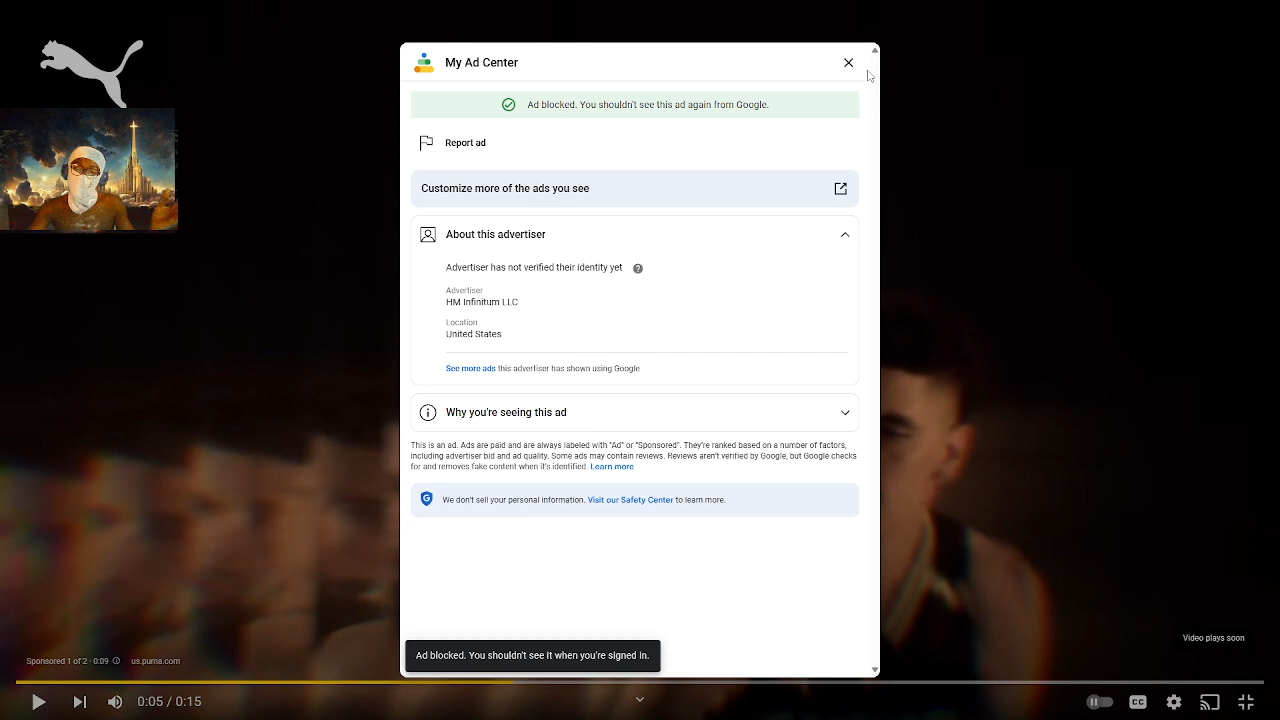 My Ad Center
Ad blocked. You shouldn't see this ad again from Google.
Report ad
Customize more of the ads you see
About this advertiser
Advertiser has not verified their identity yet
Advertiser
HM Infinitum LLC
Location
United States
See more ads this advertiser has shown using Google
Why you're seeing this ad
This is an ad. Ads are paid and are always labeled with "Ad" or "Sponsored". They're ranked based on a number of factors,
including advertiser bid and ad quality. Some ads may contain reviews. Reviews aren't verified by Google, but Google checks
for and removes fake content when it's identified. Learn more
We don't sell your personal information. Visit our Safety Center to learn more.
Video plays soon
Ad blocked. You shouldn't see it when you're signed in.
Sponsored 1 of 2 · 0:09 us.puma.com
0:05 / 0:15
CC